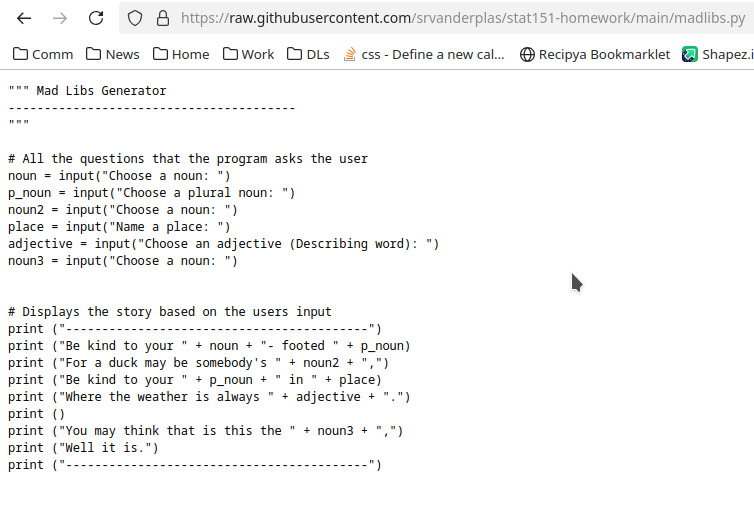 https://raw.githubusercontent.com/srvanderplas/stat151-homework/main/madlibs.py
Comm News Home Work DLs css - Define a new cal... Recipya Bookmarklet Shapez.i
""" Mad Libs Generator
----------------------------------------
"""
# All the questions that the program asks the user
noun = input("Choose a noun: ")
p_noun = input("Choose a plural noun: ")
noun2 = input("Choose a noun: ")
place = input("Name a place: ")
adjective = input("Choose an adjective (Describing word): ")
noun3 = input("Choose a noun: ")
# Displays the story based on the users input
print ("------------------------------------------")
print ("Be kind to your " + noun + "- footed " + p_noun)
print ("For a duck may be somebody's " + noun2 + ",")
print ("Be kind to your " + p_noun + " in " + place)
print ("Where the weather is always " + adjective + ".")
print ()
print ("You may think that is this the " + noun3 + ",")
print ("Well it is.")
print ("------------------------------------------")